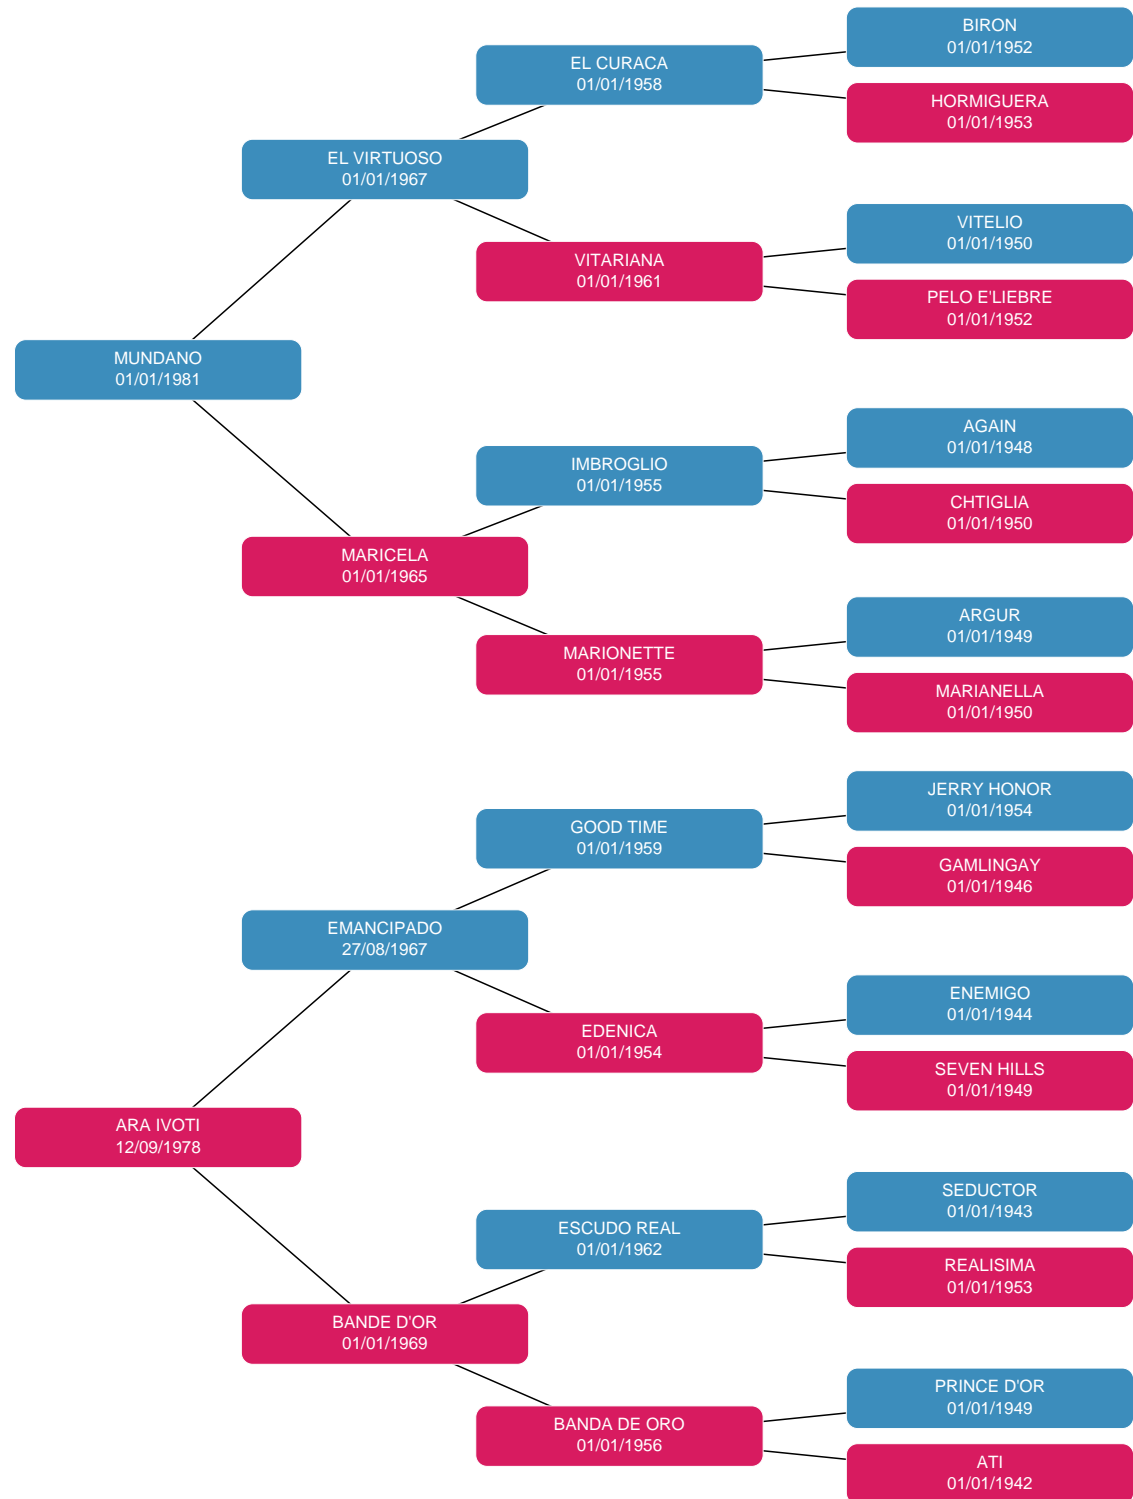 BIRON
01/01/1952
EL CURACA
01/01/1958
HORMIGUERA
01/01/1953
EL VIRTUOSO
01/01/1967
VITELIO
01/01/1950
VITARIANA
01/01/1961
PELO E'LIEBRE
01/01/1952
MUNDANO
01/01/1981
AGAIN
01/01/1948
IMBROGLIO
01/01/1955
CHTIGLIA
01/01/1950
MARICELA
01/01/1965
ARGUR
01/01/1949
MARIONETTE
01/01/1955
MARIANELLA
01/01/1950
JERRY HONOR
01/01/1954
GOOD TIME
01/01/1959
GAMLINGAY
01/01/1946
EMANCIPADO
27/08/1967
ENEMIGO
01/01/1944
EDENICA
01/01/1954
SEVEN HILLS
01/01/1949
ARA IVOTI
12/09/1978
SEDUCTOR
01/01/1943
ESCUDO REAL
01/01/1962
REALISIMA
01/01/1953
BANDE D'OR
01/01/1969
PRINCE D'OR
01/01/1949
BANDA DE ORO
01/01/1956
ATI
01/01/1942